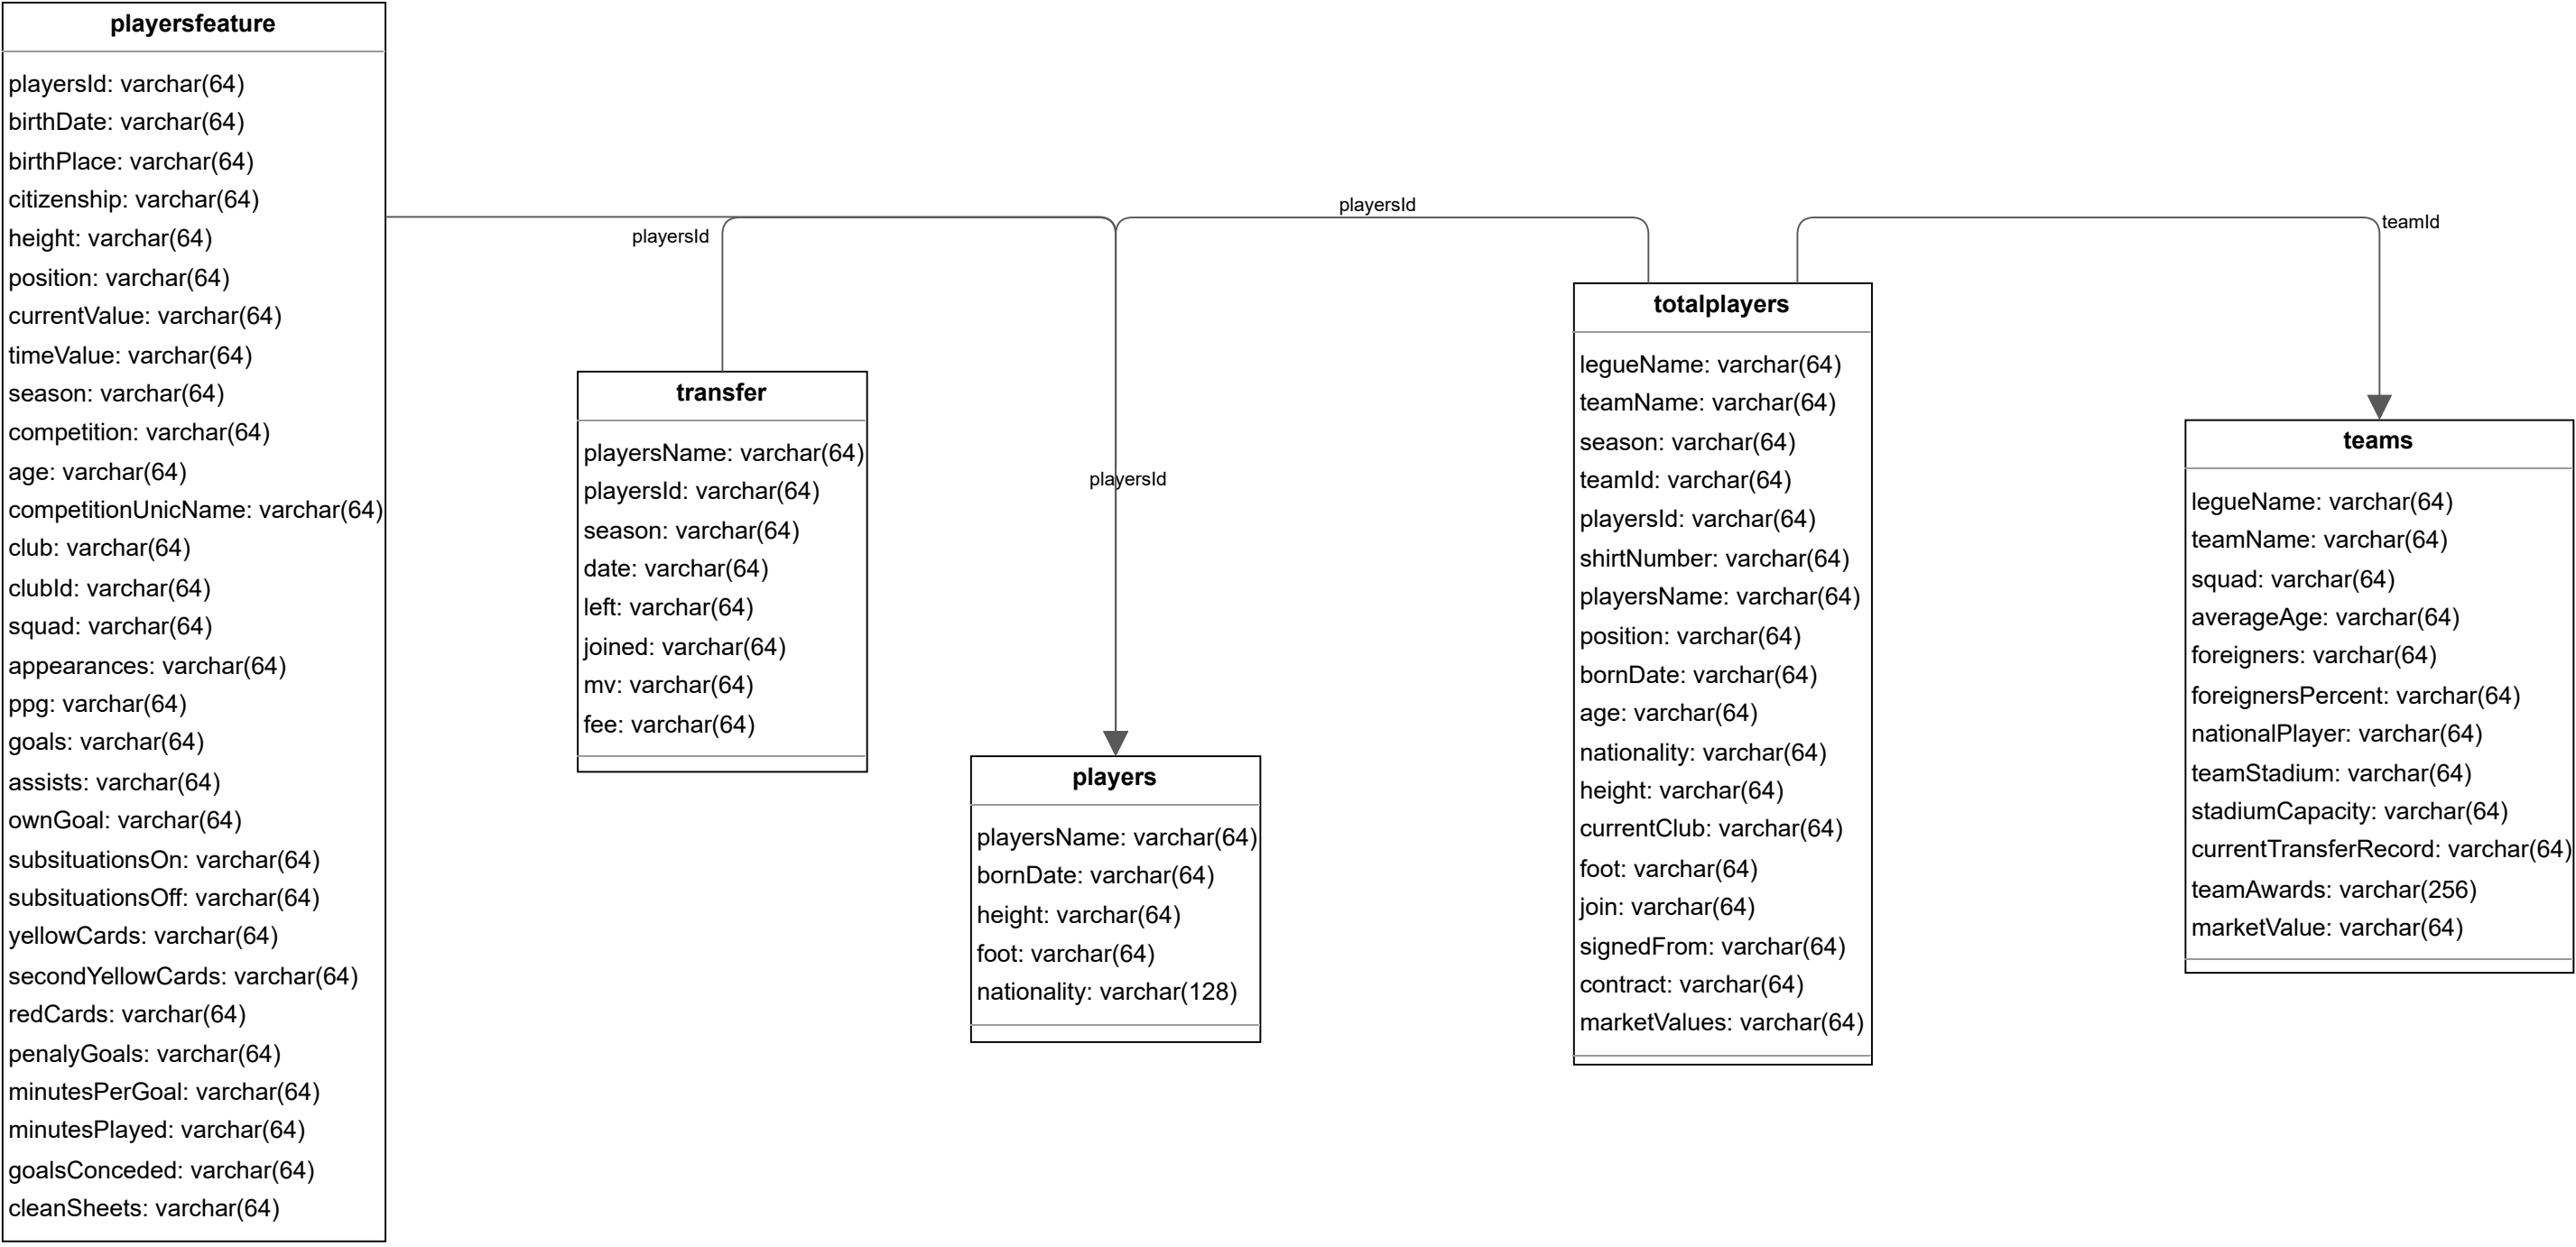 playersfeature
playersId: varchar(64)
birthDate: varchar(64)
birthPlace: varchar(64)
citizenship: varchar(64)
height: varchar(64)
position: varchar(64)
currentValue: varchar(64)
timeValue: varchar(64)
season: varchar(64)
competition: varchar(64)
age: varchar(64)
competitionUnicName: varchar(64)
club: varchar(64)
clubId: varchar(64)
squad: varchar(64)
appearances: varchar(64)
ppg: varchar(64)
goals: varchar(64)
assists: varchar(64)
ownGoal: varchar(64)
subsituationsOn: varchar(64)
subsituationsOff: varchar(64)
yellowCards: varchar(64)
secondYellowCards: varchar(64)
redCards: varchar(64)
penalyGoals: varchar(64)
minutesPerGoal: varchar(64)
minutesPlayed: varchar(64)
goalsConceded: varchar(64)
cleanSheets: varchar(64)
playersId
transfer
playersName: varchar(64)
playersId: varchar(64)
season: varchar(64)
date: varchar(64)
left: varchar(64)
joined: varchar(64)
mv: varchar(64)
fee: varchar(64)
playersId
players
playersName: varchar(64)
bornDate: varchar(64)
height: varchar(64)
foot: varchar(64)
nationality: varchar(128)
playersId
totalplayers
legueName: varchar(64)
teamName: varchar(64)
season: varchar(64)
teamId: varchar(64)
playersId: varchar(64)
shirtNumber: varchar(64)
playersName: varchar(64)
position: varchar(64)
bornDate: varchar(64)
age: varchar(64)
nationality: varchar(64)
height: varchar(64)
currentClub: varchar(64)
foot: varchar(64)
join: varchar(64)
signedFrom: varchar(64)
contract: varchar(64)
marketValues: varchar(64)
teamId
teams
legueName: varchar(64)
teamName: varchar(64)
squad: varchar(64)
averageAge: varchar(64)
foreigners: varchar(64)
foreignersPercent: varchar(64)
nationalPlayer: varchar(64)
teamStadium: varchar(64)
stadiumCapacity: varchar(64)
currentTransferRecord: varchar(64)
teamAwards: varchar(256)
marketValue: varchar(64)